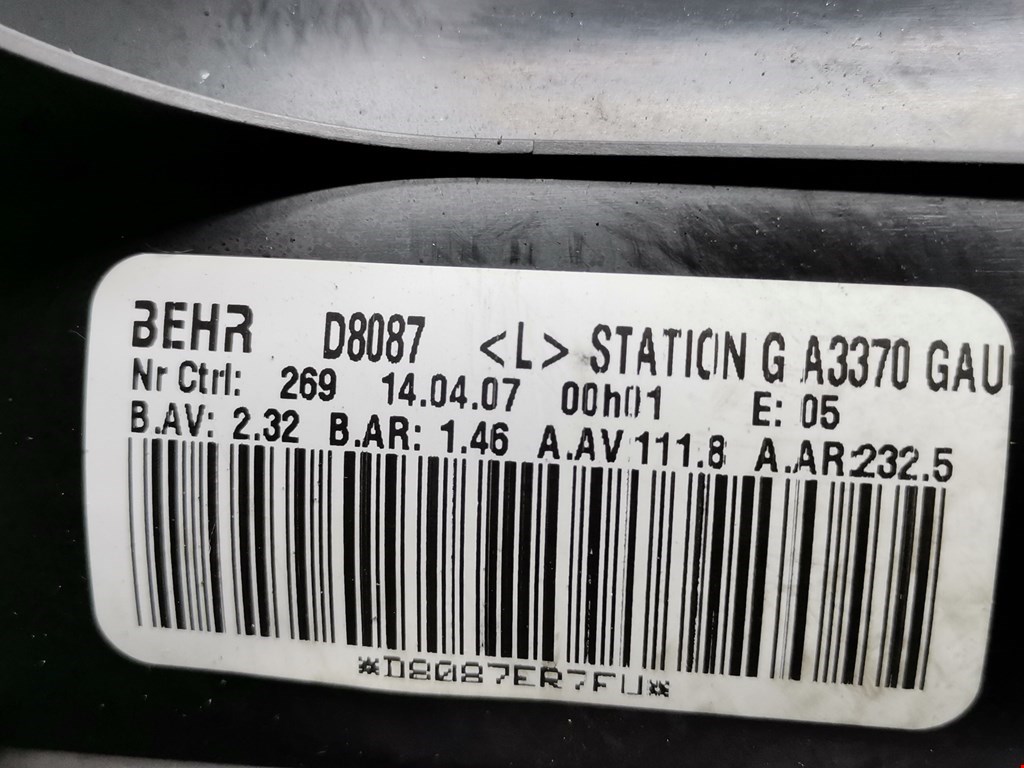 BEHR D8087 <L> STATION G A3370 GAU
Nr Ctrl: 269 14.04.07 00h01 E: 05
B.AV: 2.32 B.AR: 1.46 A.AV 111.8 A.AR:232.5
*D8087ER7FU*